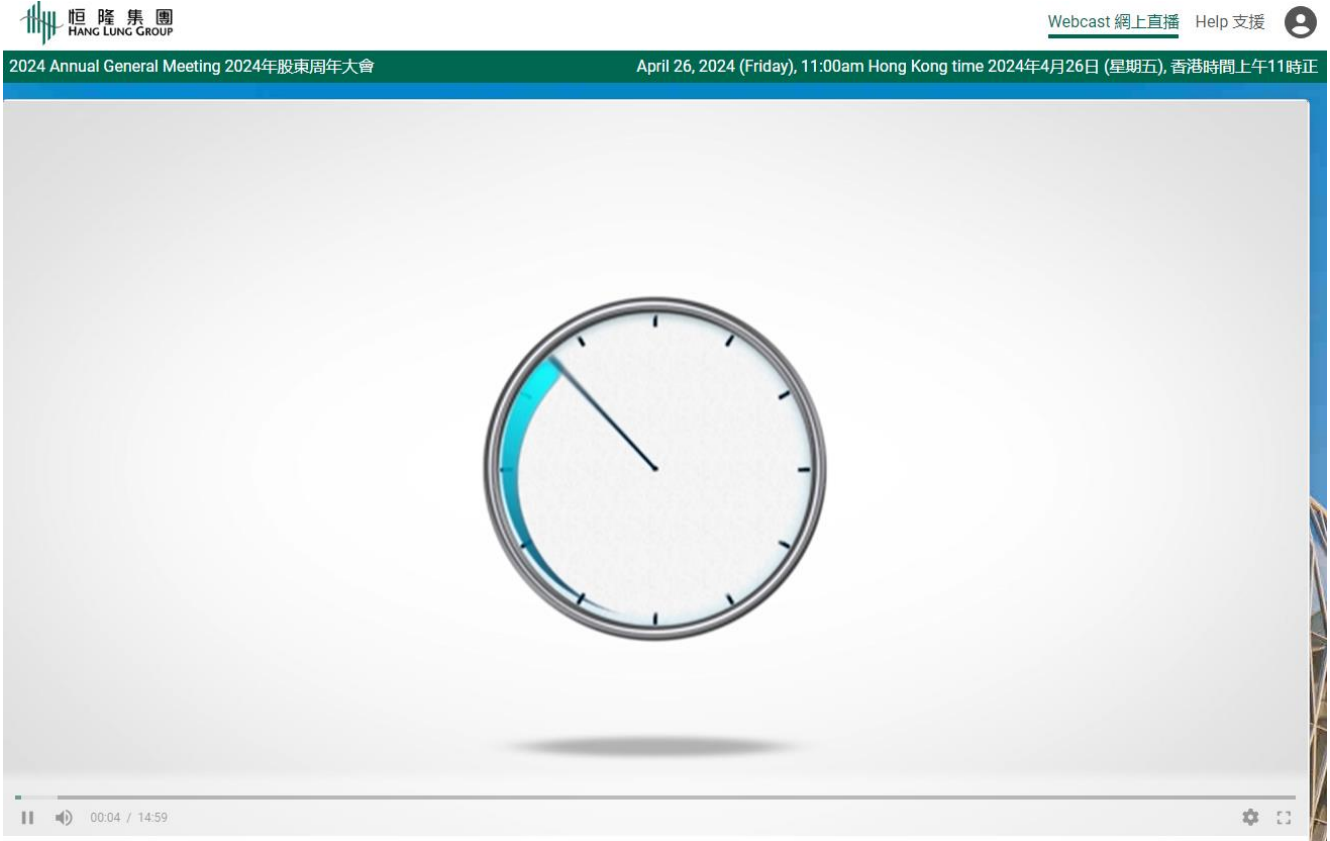 恒隆集團
HANG LUNG GROUP
Webcast 網上直播 Help 支援
2024 Annual General Meeting 2024年股東周年大會
April 26, 2024 (Friday), 11:00am Hong Kong time 2024年4月26日 (星期五), 香港時間上午11時正
00:04 / 14:59